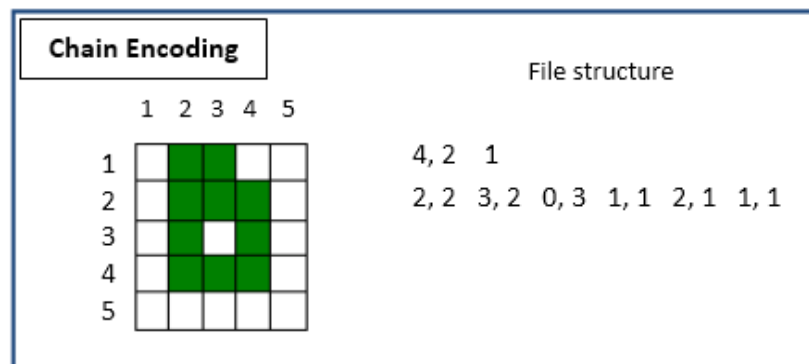 Chain Encoding
File structure
1 2 3 4 5
1
2
3
4
5
4, 2 1
2, 2 3, 2 0, 3 1, 1 2, 1 1, 1